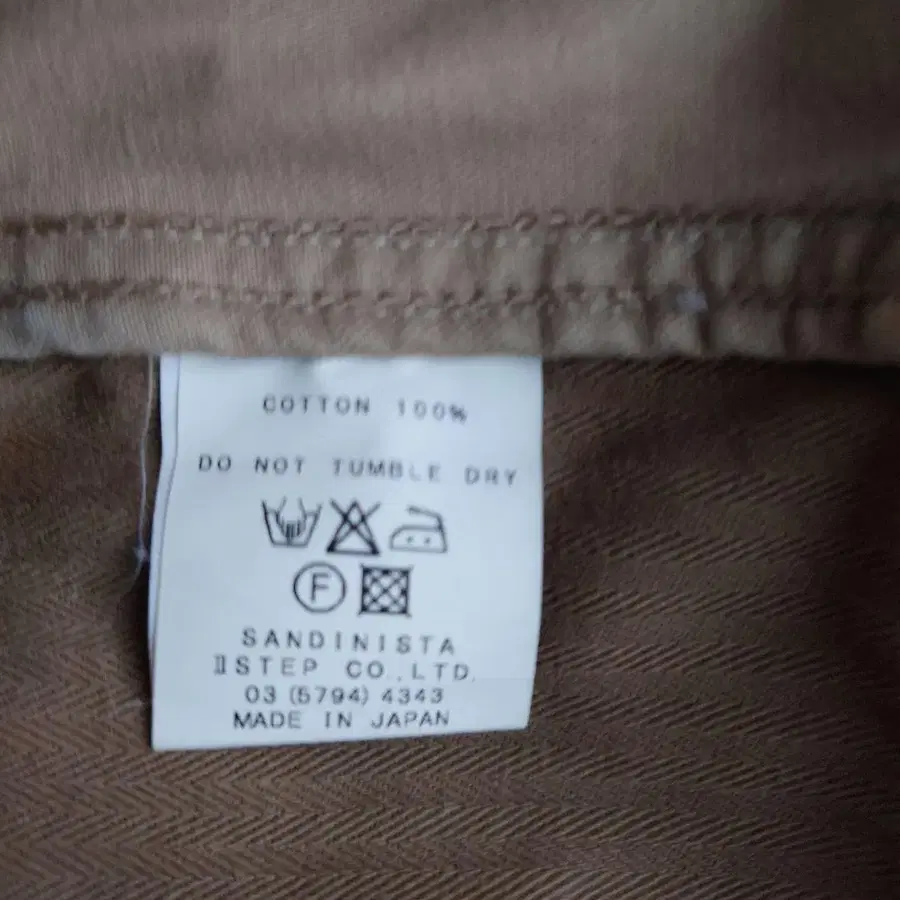 COTTON 100%
DO NOT TUMBLE DRY
F
SANDINISTA
ⅡSTEP CO.,LTD.
03 (5794) 4343
MADE IN JAPAN